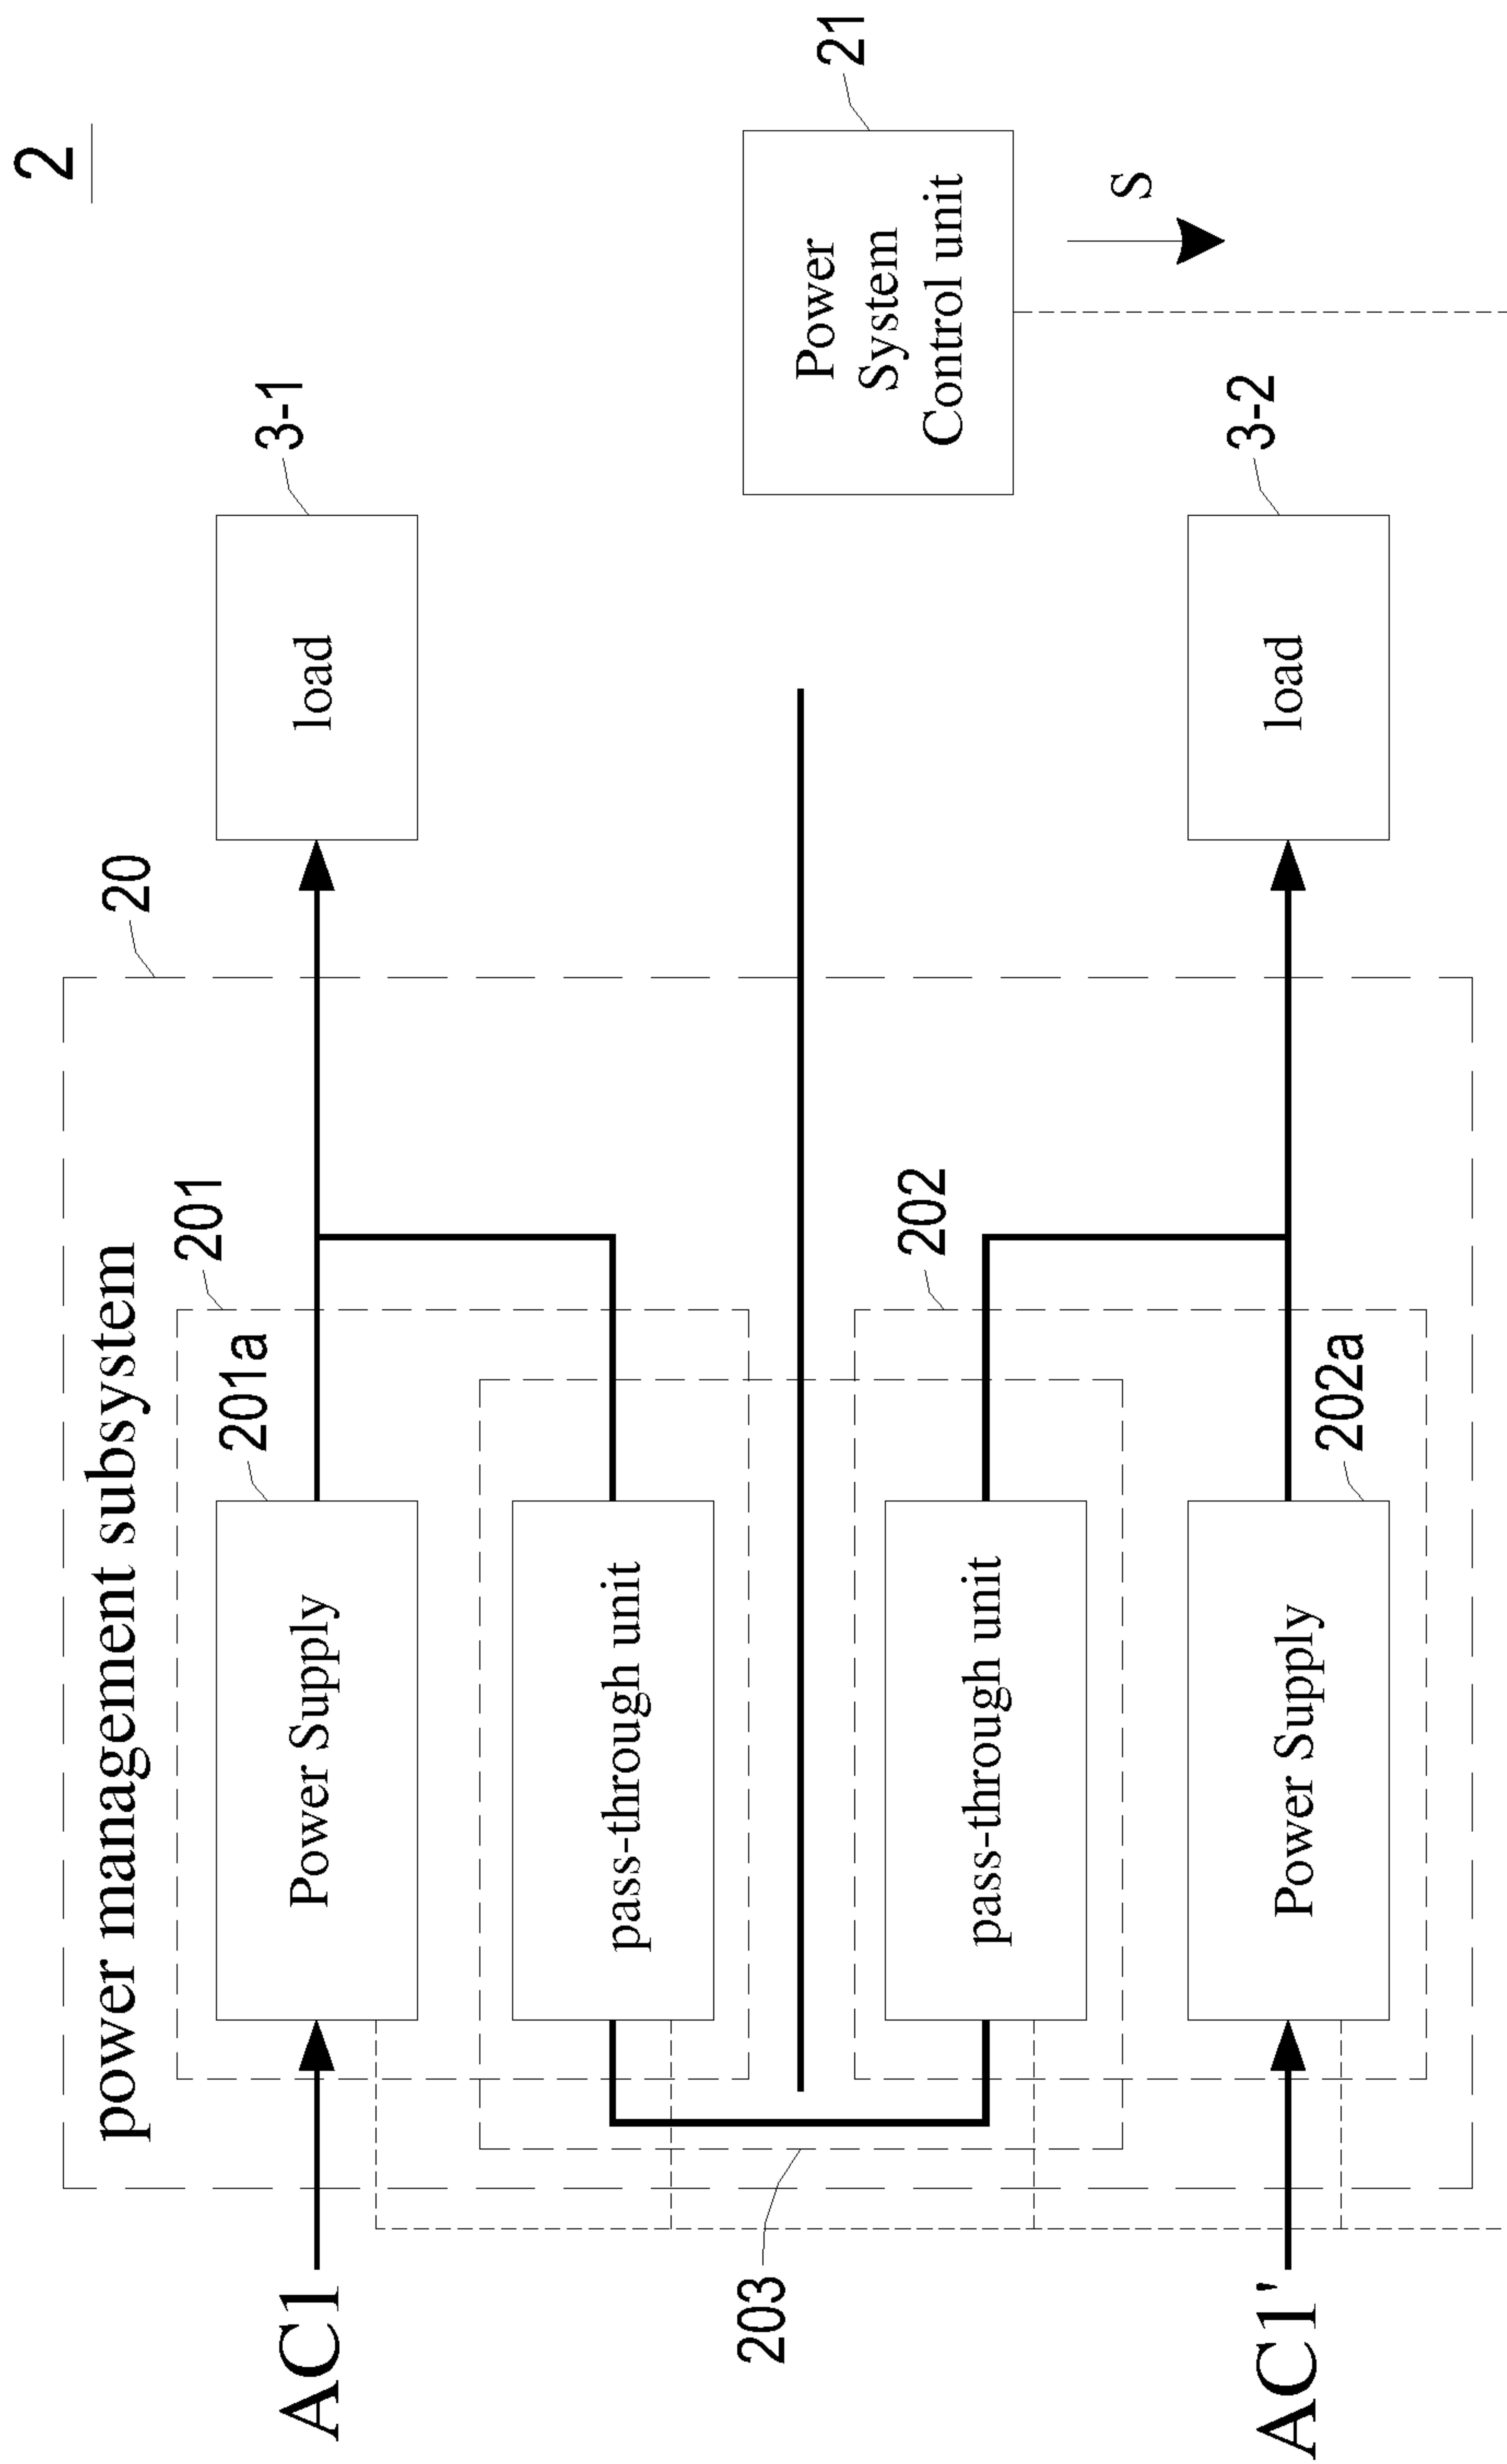 2
power management subsystem
20
201
201a
AC1
Power Supply
load
3-1
pass-through unit
203
Power
System
Control unit
21
S
202
pass-through unit
202a
AC1'
Power Supply
load
3-2